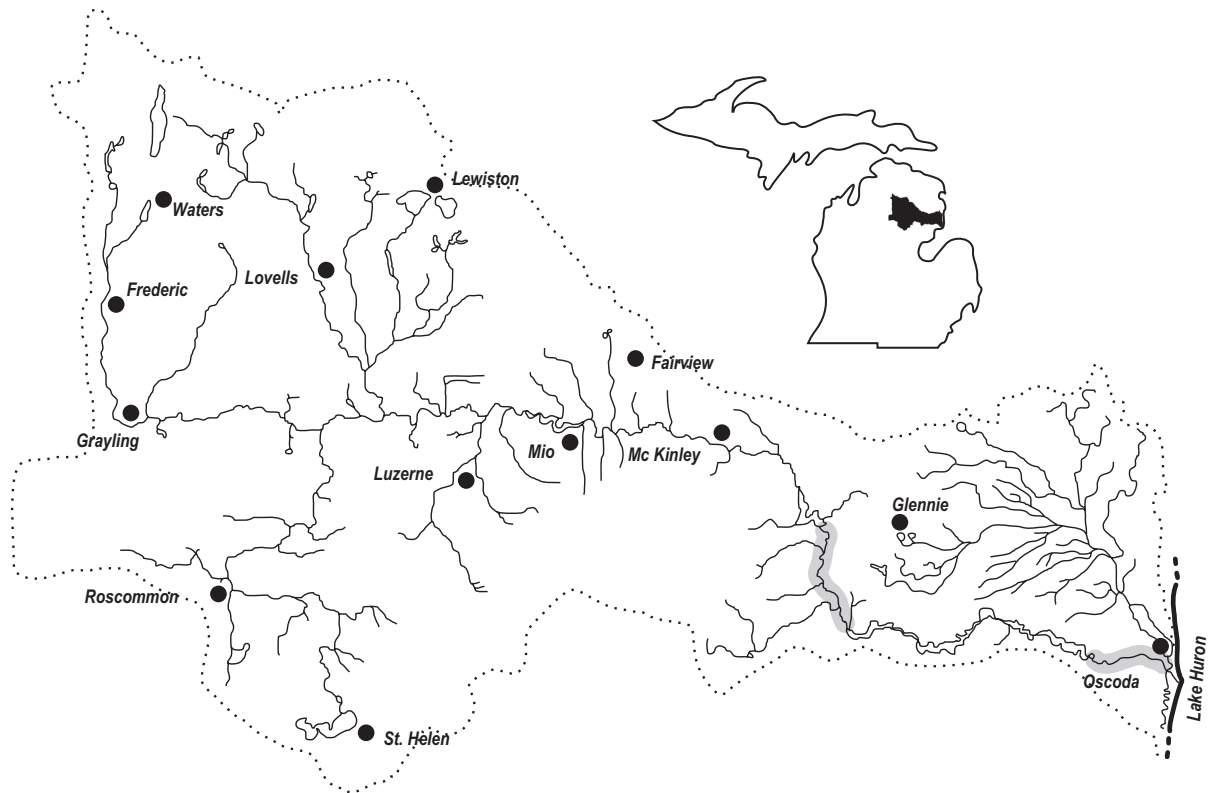 Lewiston
Waters
Lovells
Frederic
Fairview
Grayling
Mio
Mc Kinley
Luzerne
Glennie
Roscommon
Oscoda
Lake Huron
St. Helen